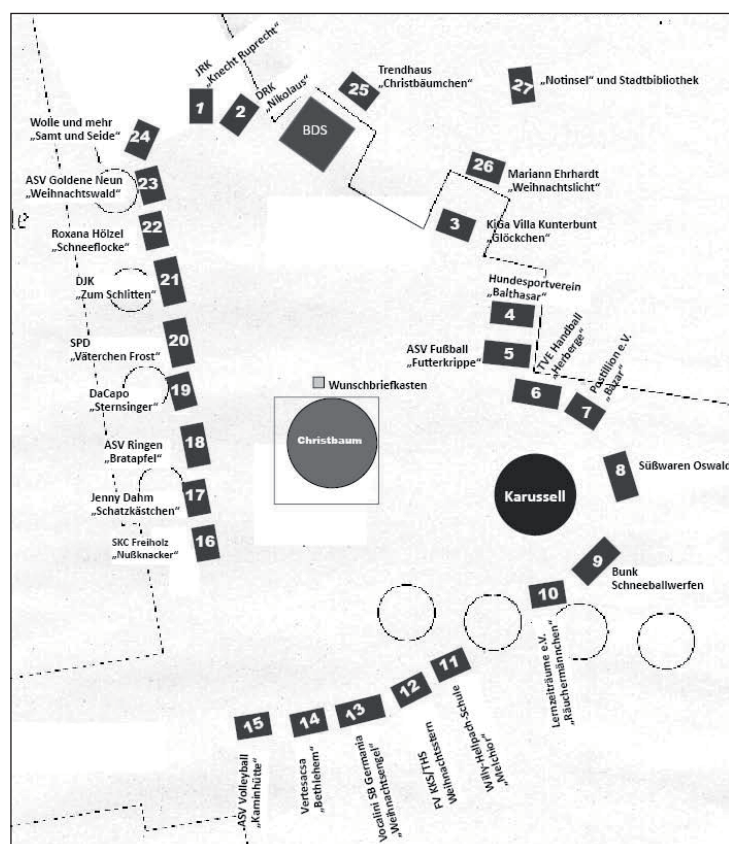 JRK
„Knecht Ruprecht“
1
DRK
„Nikolaus“
2
BDS
Trendhaus
„Christbäumchen“
25
27
„Notinsel“ und Stadtbibliothek
Wolle und mehr
„Samt und Seide“
24
ASV Goldene Neun
„Weihnachtswald“
23
26
Mariann Ehrhardt
„Weihnachtslicht“
Roxana Hölzel
„Schneeflocke“
22
3
KiGa Villa Kunterbunt
„Glöckchen“
DJK
„Zum Schlitten“
21
Hundesportverein
„Balthasar“
4
SPD
„Väterchen Frost“
20
ASV Fußball
„Futterkrippe“
5
TVE Handball
„Herberge“
6
Postillion e.V.
„Bazar“
7
DaCapo
„Sternsinger“
19
Wunschbriefkasten
Christbaum
ASV Ringen
„Bratapfel“
18
8
Süßwaren Oswald
Karussell
Jenny Dahm
„Schatzkästchen“
17
SKC Freiholz
„Nußknacker“
16
9
Bunk
Schneeballwerfen
10
Lernzeiträume e.V.
„Räuchermännchen“
11
Willy-Hellpach-Schule
„Melchior“
12
FV KKS/ THS
Weihnachtsstern
13
Vocalini SB Germania
„Weihnachtsengel“
14
Vertesacsa
„Bethlehem“
15
ASV Volleyball
„Kaminhütte“